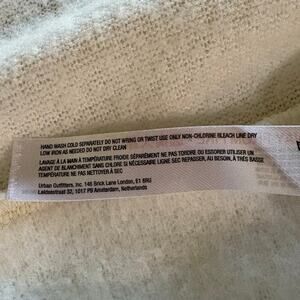 HAND WASH COLD SEPARATELY DO NOT WRING OR TWIST USE ONLY NON-CHLORINE BLEACH LINE DRY
LOW IRON AS NEEDED DO NOT DRY CLEAN
LAVAGE À LA MAIN À TEMPÉRATURE FROIDE SÉPARÉMENT NE PAS TORDRE OU ESSORER UTILISER UN
AGENT DE BLANCHIMENT SANS CHLORE SI NÉCESSAIRE LIGNE SEC REPASSER, AU BESOIN, À TRÈS BASSE
TEMPÉRATURE NE PAS NETTOYER À SEC
Urban Outfitters, Inc. 146 Brick Lane London, E1 6RU
Leidsestraat 32, 1017 PB Amsterdam, Netherlands